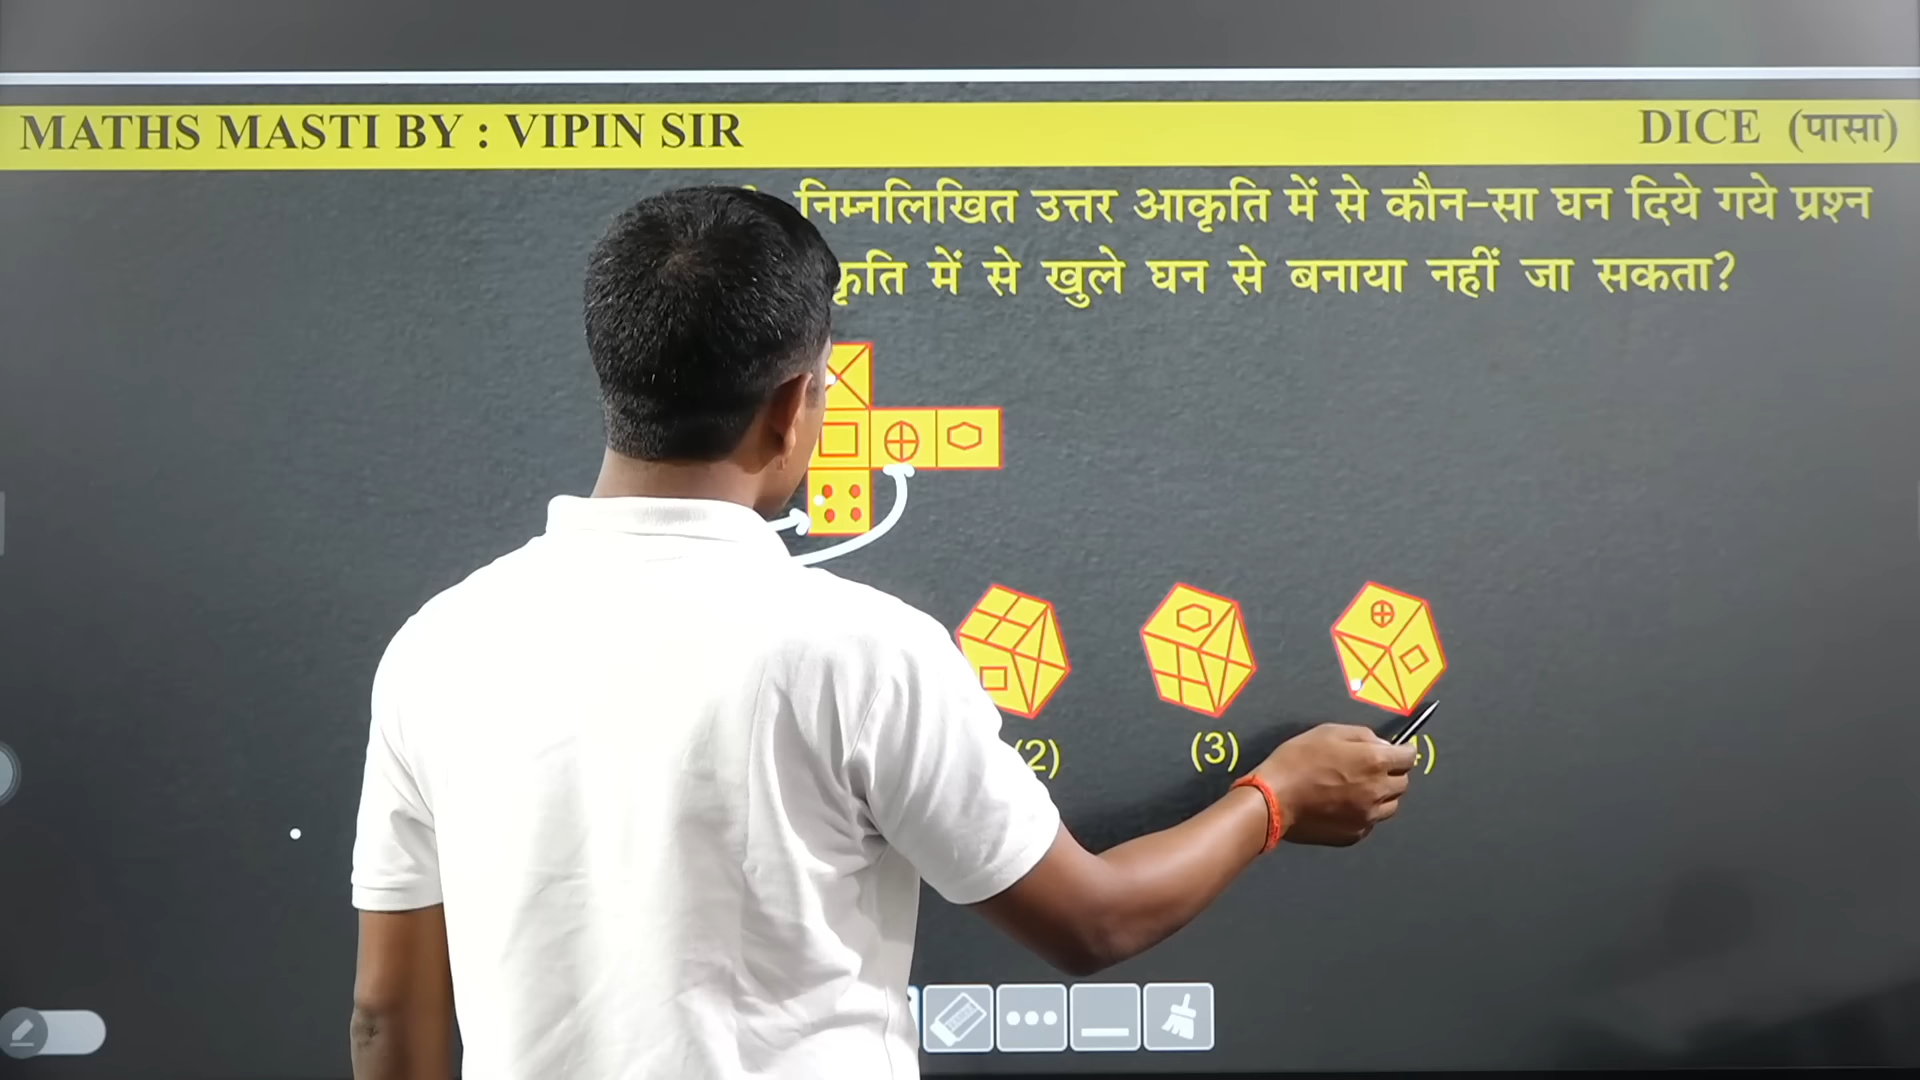 MATHS MASTI BY : VIPIN SIR
DICE (पासा)
निम्नलिखित उत्तर आकृति में से कौन-सा घन दिये गये प्रश्न
कृति में से खुले घन से बनाया नहीं जा सकता?
(2)
(3)